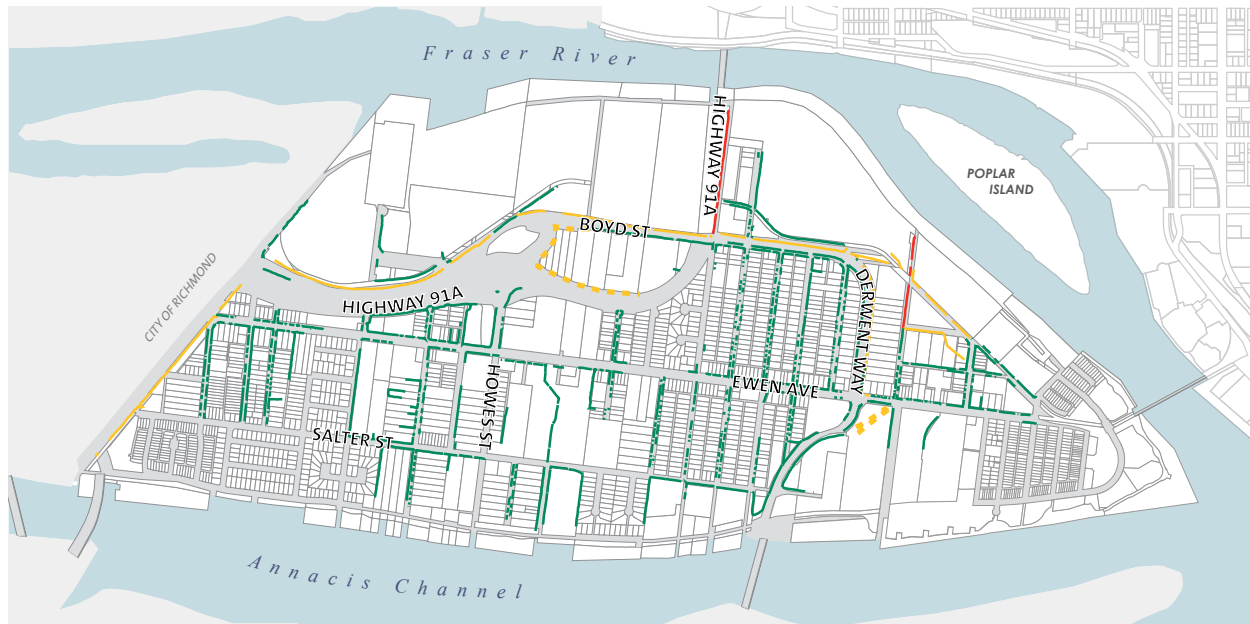 Fraser River
HIGHWAY 91A
POPLAR
ISLAND
BOYD ST
CITY OF RICHMOND
HIGHWAY 91A
DERWENT WAY
EWEN AVE
HOWES ST
SALTER ST
Annacis Channel